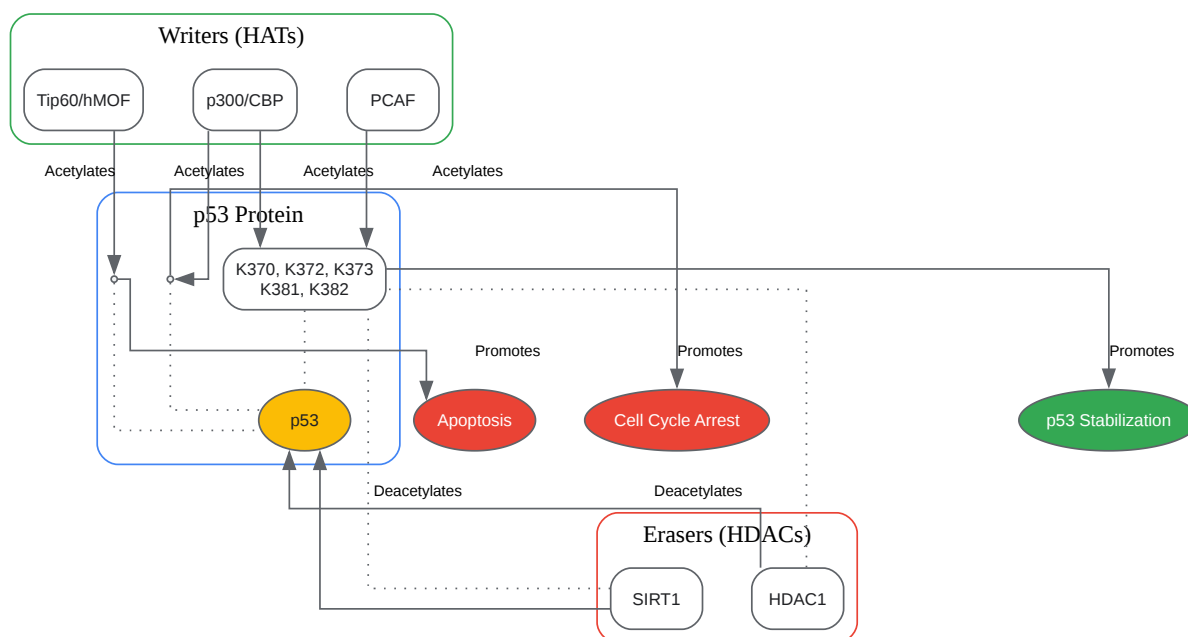 Writers (HATs)
Tip60/hMOF
p300/CBP
PCAF
Acetylates
Acetylates
Acetylates
Acetylates
p53 Protein
K370, K372, K373
K381, K382
Promotes
Promotes
Promotes
p53
Apoptosis
Cell Cycle Arrest
p53 Stabilization
Deacetylates
Deacetylates
Erasers (HDACs)
SIRT1
HDAC1